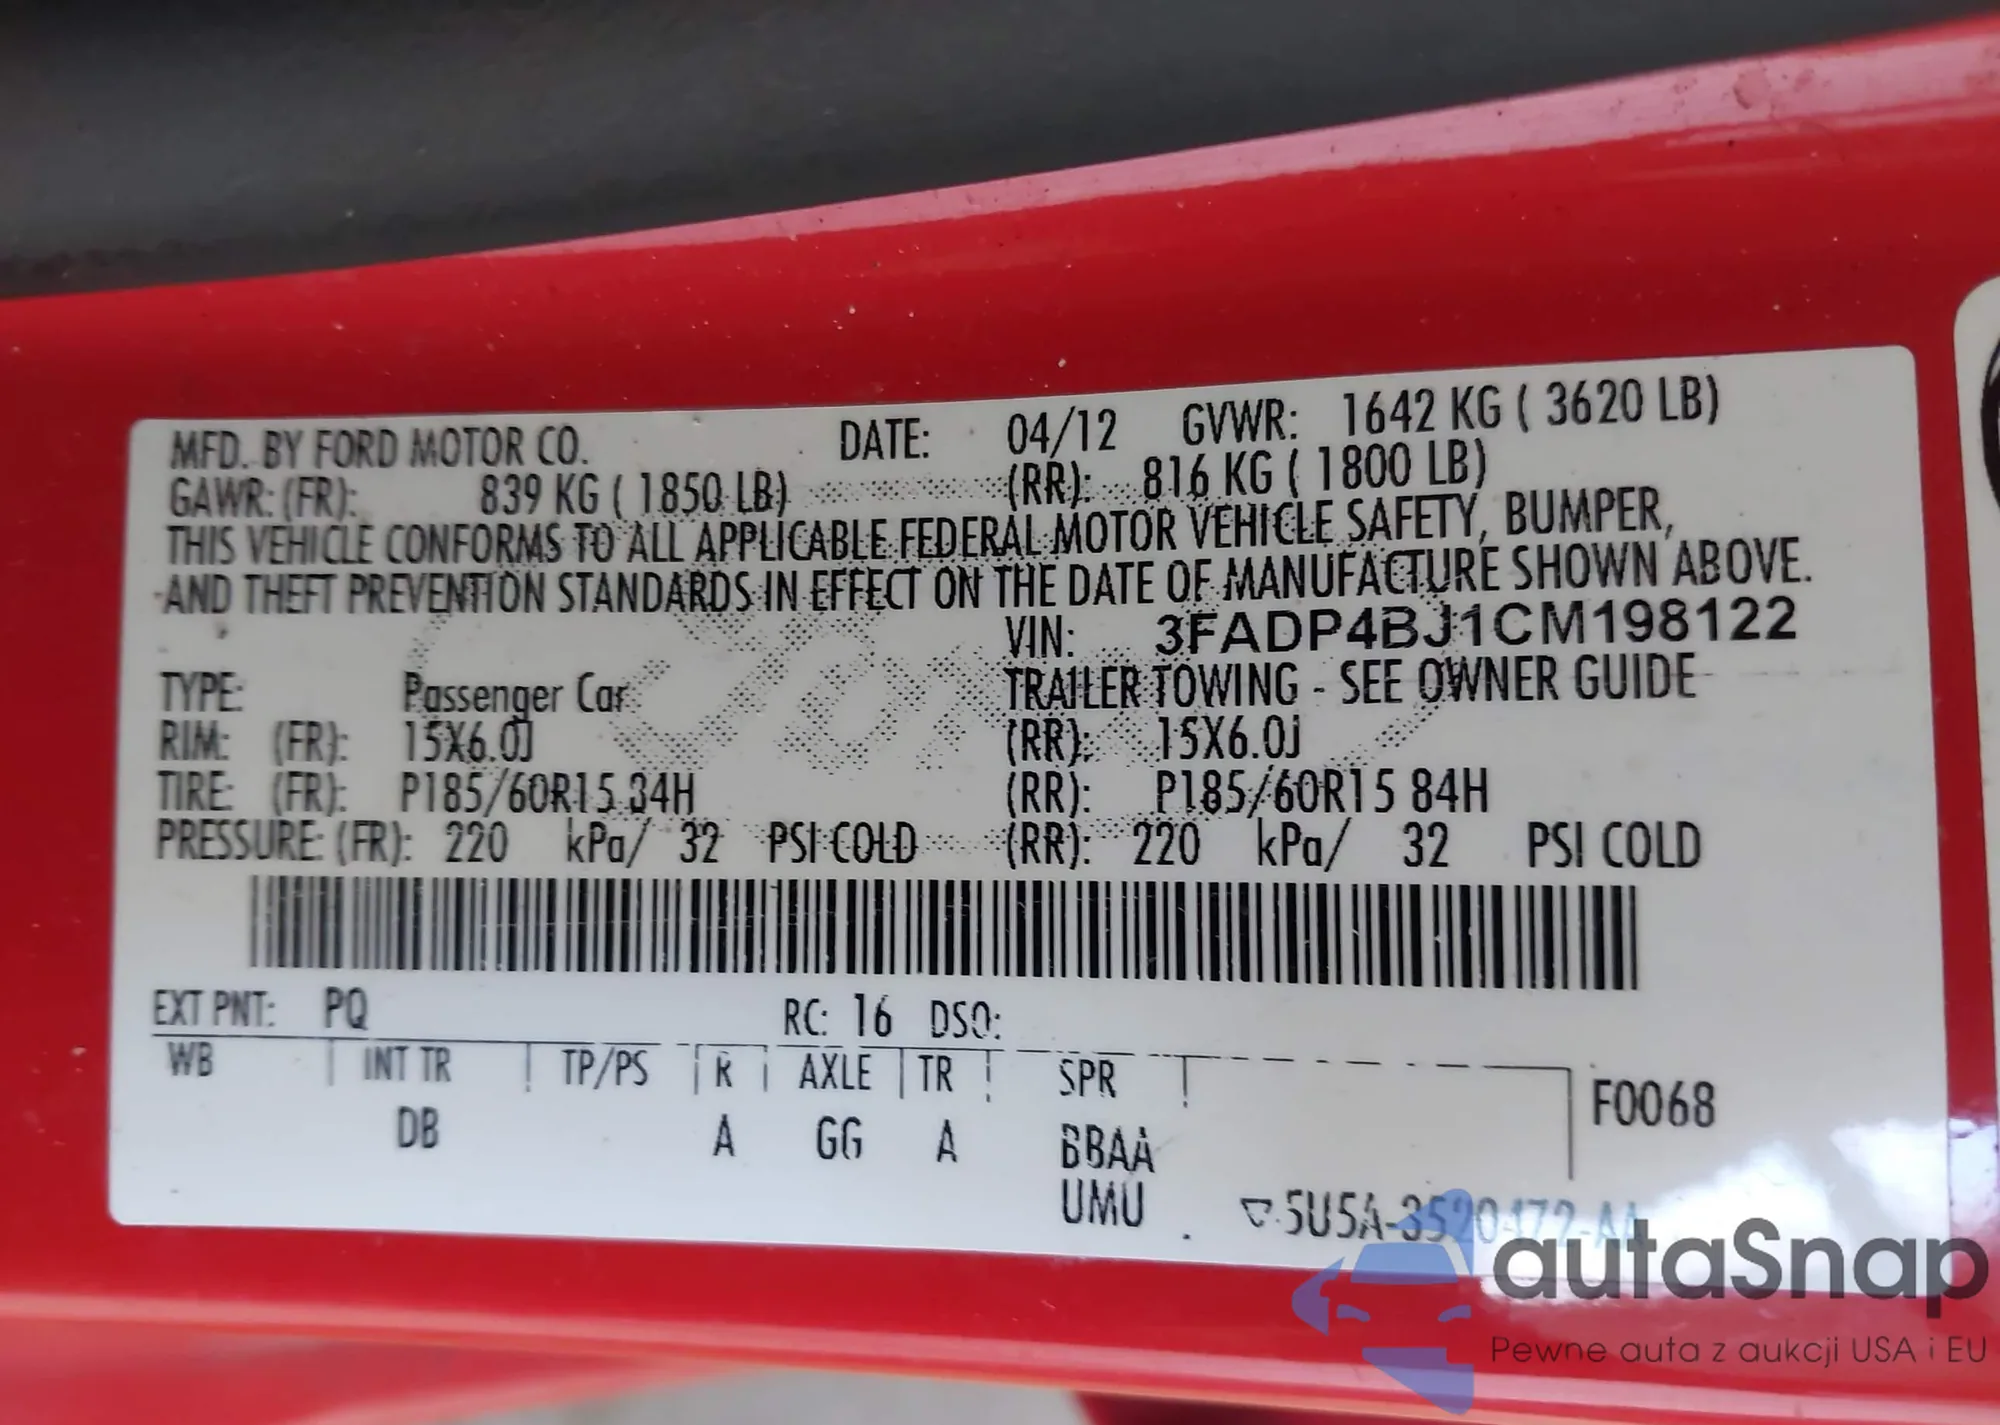 MFD. BY FORD MOTOR CO. DATE: 04/12 GVWR: 1642 KG ( 3620 LB)
GAWR: (FR): 839 KG ( 1850 LB) (RR): 816 KG ( 1800 LB)
THIS VEHICLE CONFORMS TO ALL APPLICABLE FEDERAL MOTOR VEHICLE SAFETY, BUMPER,
AND THEFT PREVENTION STANDARDS IN EFFECT ON THE DATE OF MANUFACTURE SHOWN ABOVE.
VIN: 3FADP4BJ1CM198122
TYPE: Passenger Car TRAILER TOWING - SEE OWNER GUIDE
RIM: (FR): 15X6.0J (RR): 15X6.0J
TIRE: (FR): P185/60R15 84H (RR): P185/60R15 84H
PRESSURE: (FR): 220 kPa/ 32 PSI COLD (RR): 220 kPa/ 32 PSI COLD
EXT PNT: PQ RC: 16 DSO:
WB INT TR TP/PS R AXLE TR SPR F0068
DB A GG A BBAA
UMU 5U5A-3520472-AA
autaSnap
Pewne auta z aukcji USA i EU